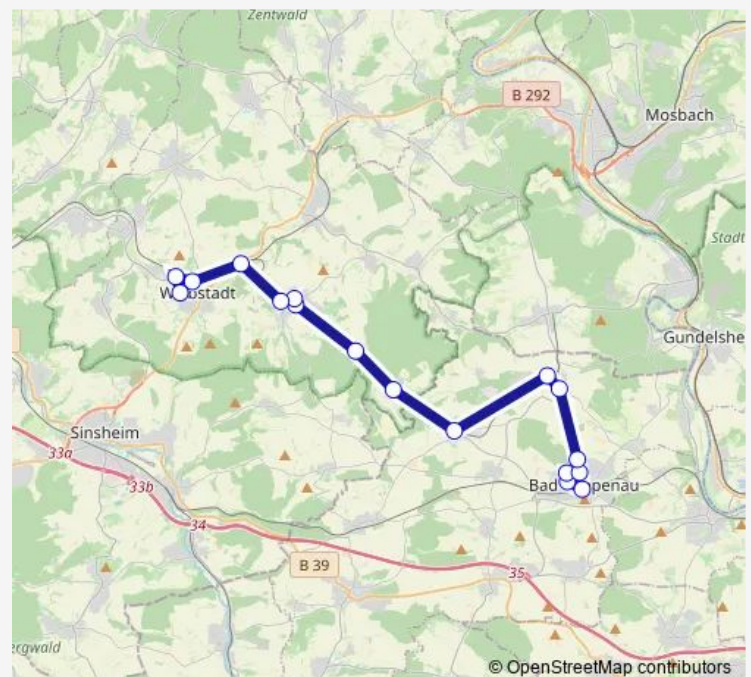 Zentwald
B 292
Mosbach
Stadt
Gundelshe
Sinsheim
33a
33b
34
B 39
35
ergwald
© OpenStreetMap contributors